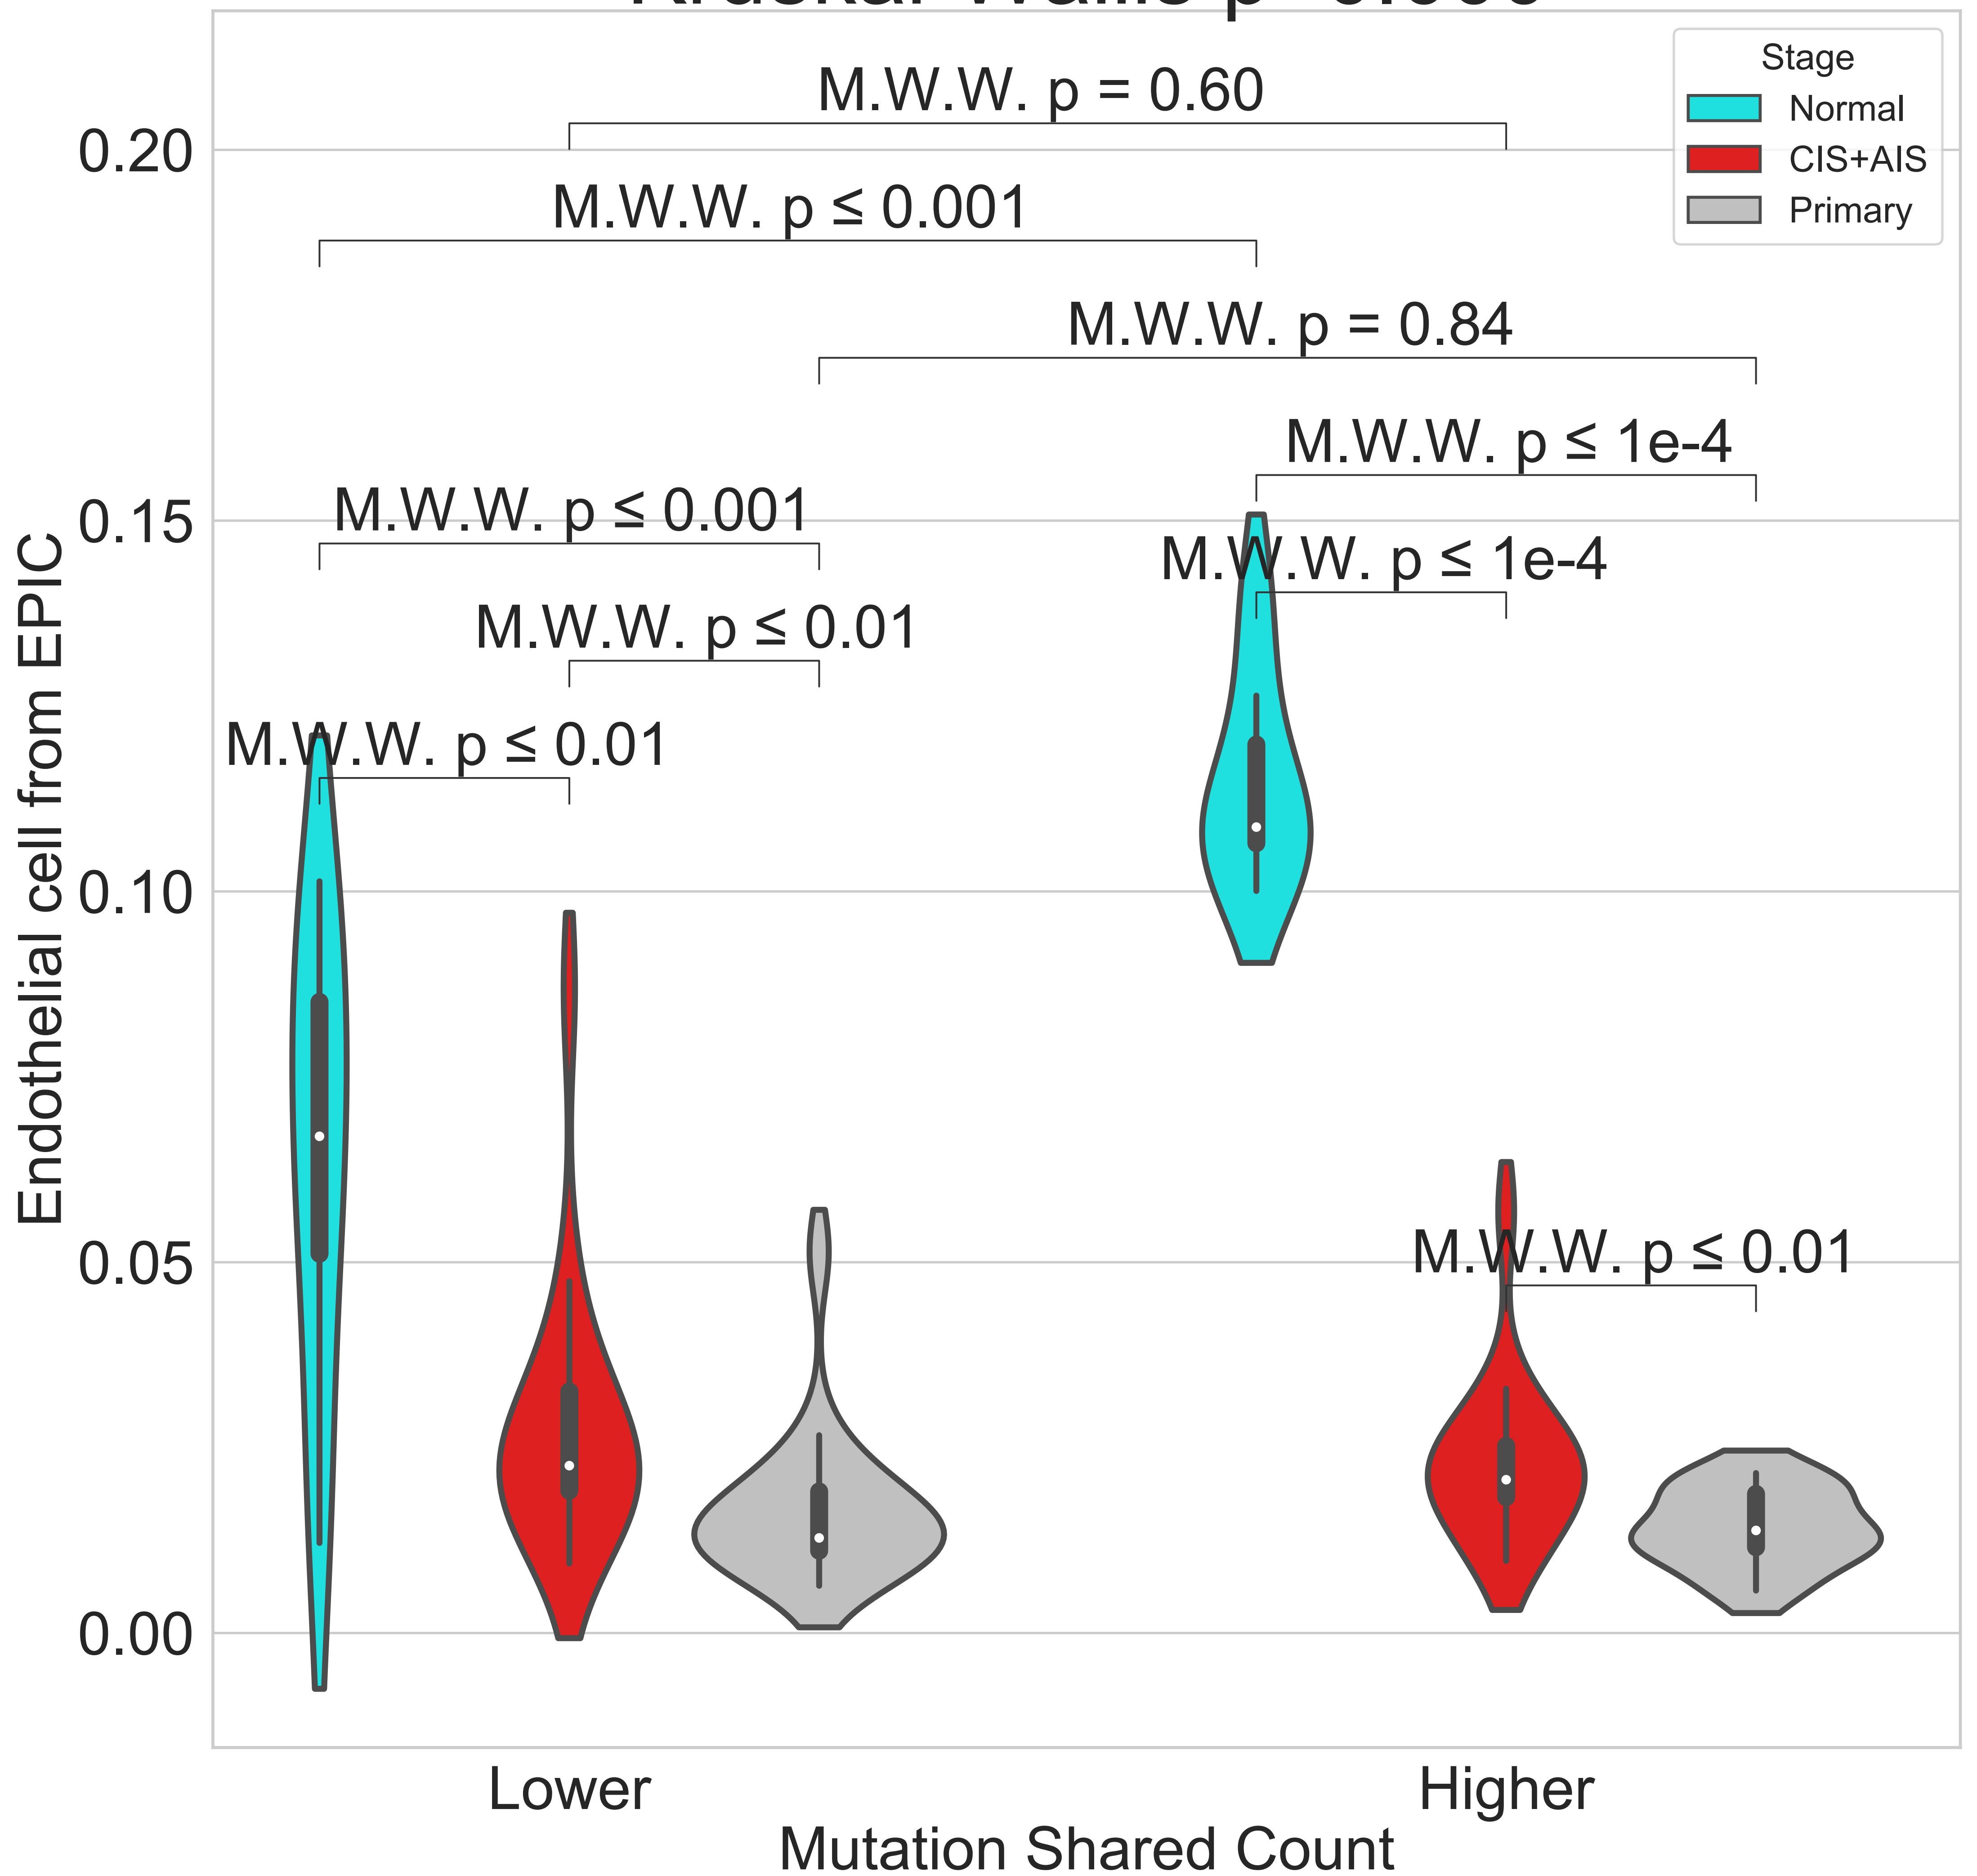 Stage
Normal
CIS+AIS
Primary
M.W.W. p = 0.60
M.W.W. p ≤ 0.001
M.W.W. p = 0.84
M.W.W. p ≤ 1e-4
M.W.W. p ≤ 0.001
M.W.W. p ≤ 1e-4
M.W.W. p ≤ 0.01
M.W.W. p ≤ 0.01
M.W.W. p ≤ 0.01
0.20
0.15
0.10
0.05
0.00
Endothelial cell from EPIC
Lower
Higher
Mutation Shared Count